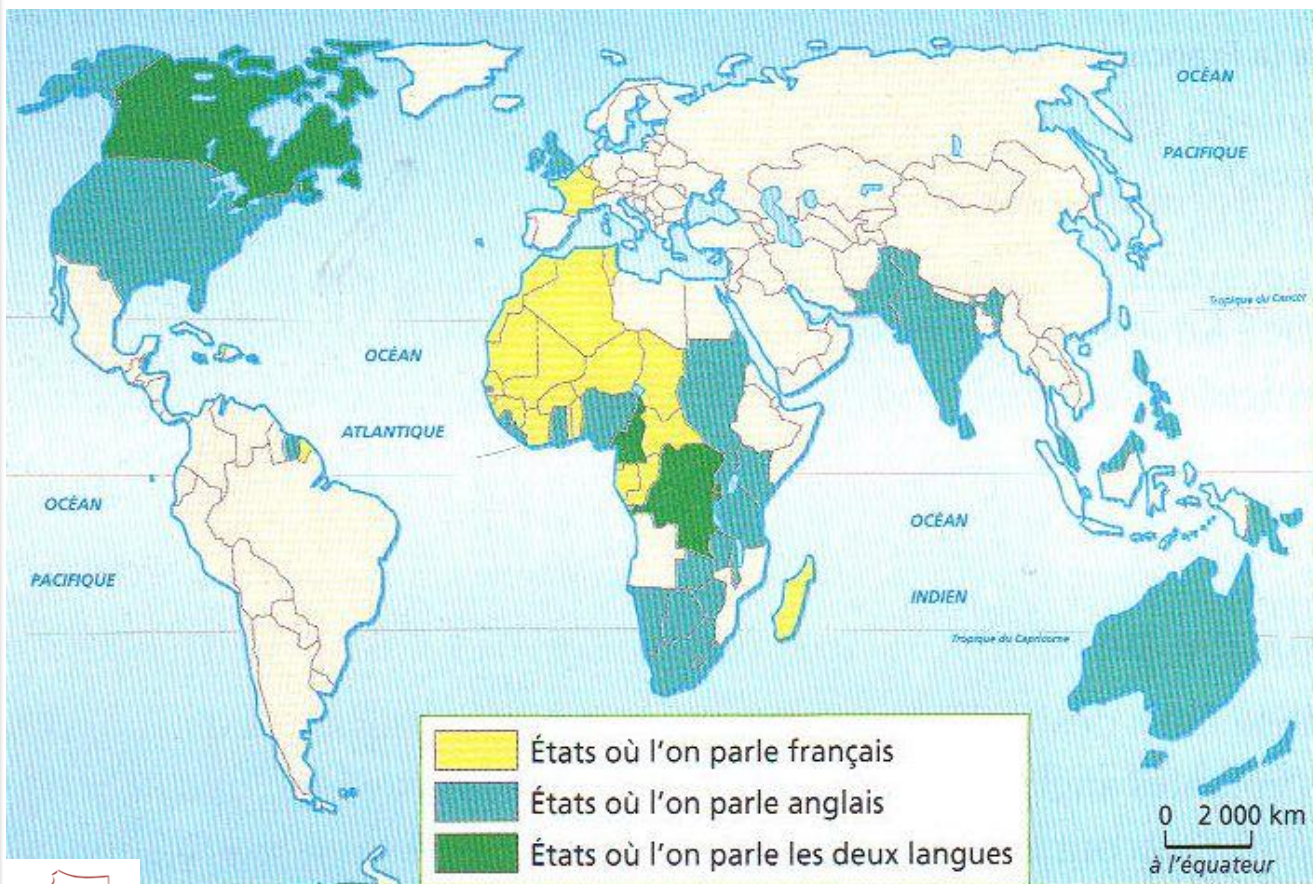 OCÉAN
PACIFIQUE
Tropique du Cancer
OCÉAN
ATLANTIQUE
OCÉAN
PACIFIQUE
OCÉAN
INDIEN
Tropique du Capricorne
États où l'on parle français
États où l'on parle anglais
États où l'on parle les deux langues
0 2 000 km
à l'équateur